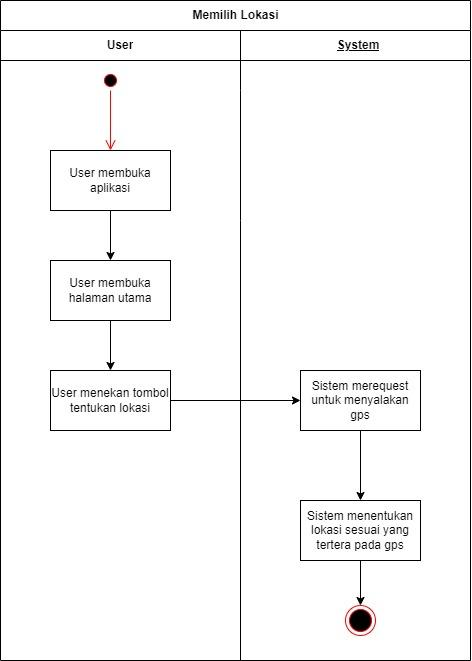 Memilih Lokasi
User
System
User membuka
aplikasi
User membuka
halaman utama
User menekan tombol
tentukan lokasi
Sistem merequest
untuk menyalakan
gps
Sistem menentukan
lokasi sesuai yang
tertera pada gps